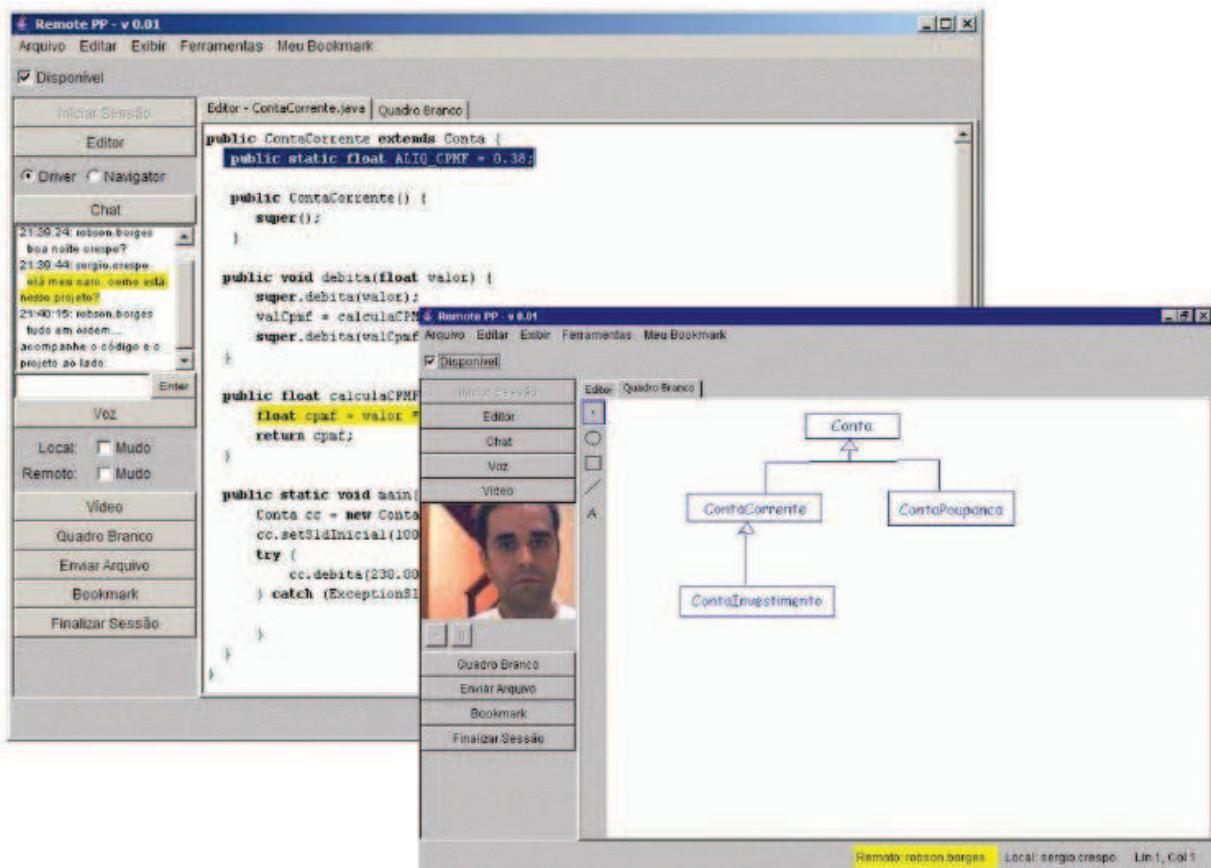 Remote PP - v 0.01
Arquivo Editar Exibir Ferramentas Meu Bookmark
Disponível
Iniciar Sessão
Editor
Driver Navigator
Chat
21:39:24: robson.borges
boa noite crespo?
21:39:44: sergio.crespo
olá meu caro, como está
nosso projeto?
21:40:15: robson.borges
tudo em ordem...
acompanhe o código e o
projeto ao lado.
Enter
Voz
Local: Mudo
Remoto: Mudo
Vídeo
Quadro Branco
Enviar Arquivo
Bookmark
Finalizar Sessão
Editor - ContaCorrente.java Quadro Branco
public ContaCorrente extends Conta {
public static float ALIQ_CPMF = 0.38;
public ContaCorrente() {
super();
}
public void debita(float valor) {
super.debita(valor);
valCpmf = calculaCPM
super.debita(valCpmf
}
public float calculaCPMF
float cpmf = valor *
return cpmf;
}
public static void main(
Conta cc = new Conta
cc.setSldInicial(100
try {
cc.debita(230.00
} catch (ExceptionSl
}
}
}
Remote PP - v 0.01
Arquivo Editar Exibir Ferramentas Meu Bookmark
Disponível
Iniciar Sessão
Editor
Chat
Voz
Vídeo
Quadro Branco
Enviar Arquivo
Bookmark
Finalizar Sessão
Editor Quadro Branco
A
Conta
ContaCorrente ContaPoupanca
ContaInvestimento
Remoto: robson.borges Local: sergio.crespo Lin 1, Col 1